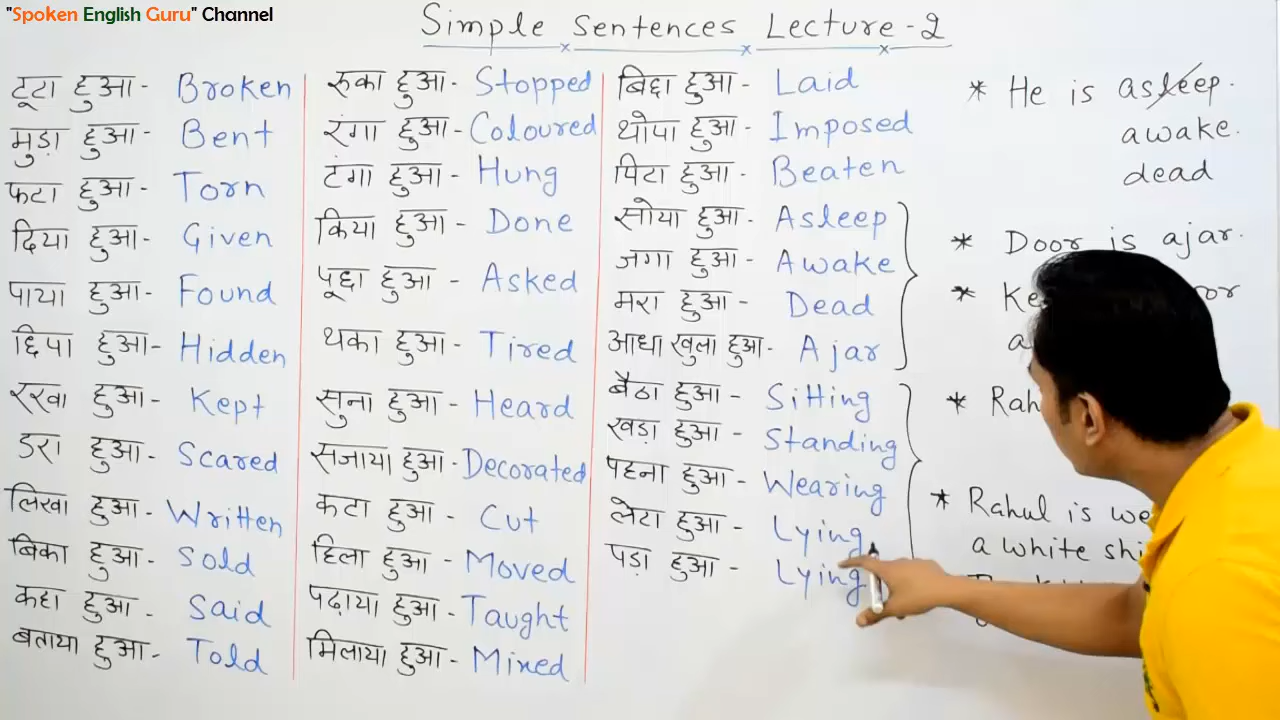 "Spoken English Guru" Channel
Simple Sentences Lecture-2
टूटा हुआ- Broken
मुड़ा हुआ- Bent
फटा हुआ- Torn
दिया हुआ- Given
पाया हुआ- Found
छिपा हुआ- Hidden
रखा हुआ- Kept
डरा हुआ- Scared
लिखा हुआ- Written
बिका हुआ- Sold
कहा हुआ- Said
बताया हुआ- Told
रुका हुआ- Stopped
रंगा हुआ- Coloured
टंगा हुआ- Hung
किया हुआ- Done
पूछा हुआ- Asked
थका हुआ- Tired
सुना हुआ- Heard
सजाया हुआ- Decorated
कटा हुआ- Cut
हिला हुआ- Moved
पढ़ाया हुआ- Taught
मिलाया हुआ- Mixed
बिछा हुआ- Laid
थोपा हुआ- Imposed
पिटा हुआ- Beaten
सोया हुआ- Asleep
जगा हुआ- Awake
मरा हुआ- Dead
आधा खुला हुआ- Ajar
बैठा हुआ- Sitting
खड़ा हुआ- Standing
पहना हुआ- Wearing
लेटा हुआ- Lying
पड़ा हुआ- Lying
* He is asleep.
awake.
dead
* Door is ajar.
* Ke
a
* Rah
* Rahul is we
a white shi